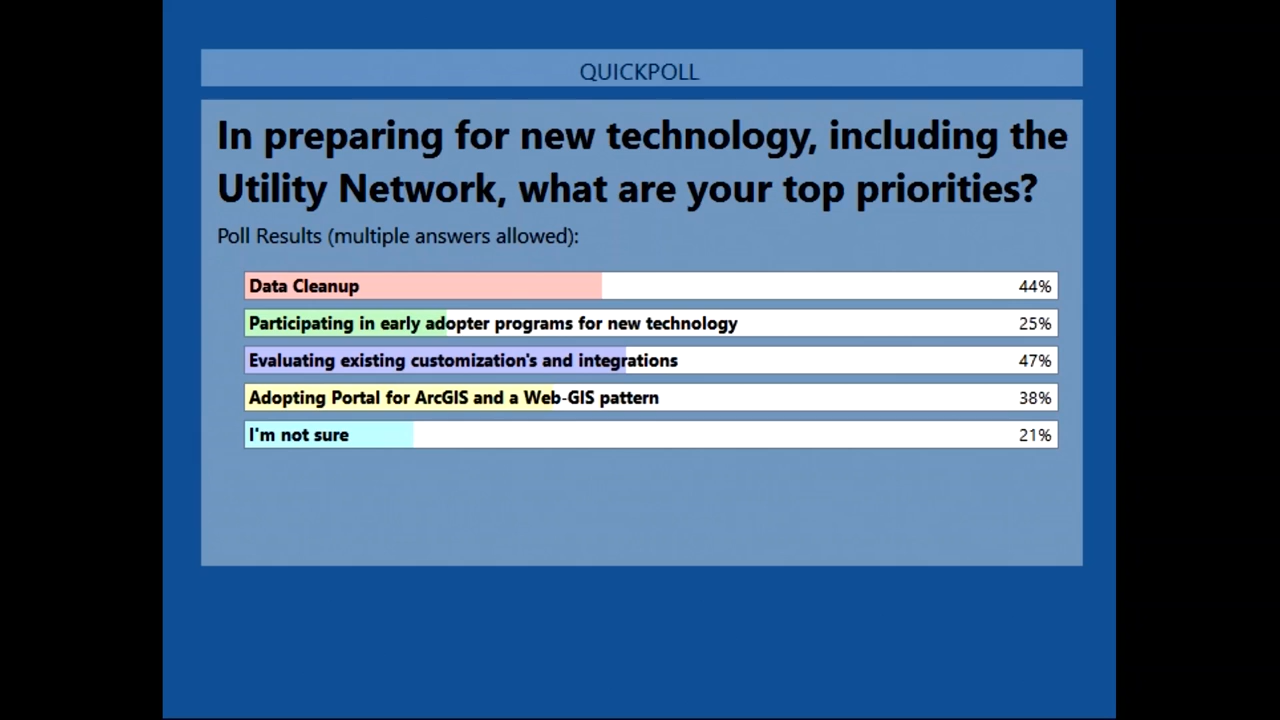 QUICKPOLL
In preparing for new technology, including the
Utility Network, what are your top priorities?
Poll Results (multiple answers allowed):
Data Cleanup 44%
Participating in early adopter programs for new technology 25%
Evaluating existing customization's and integrations 47%
Adopting Portal for ArcGIS and a Web-GIS pattern 38%
I'm not sure 21%